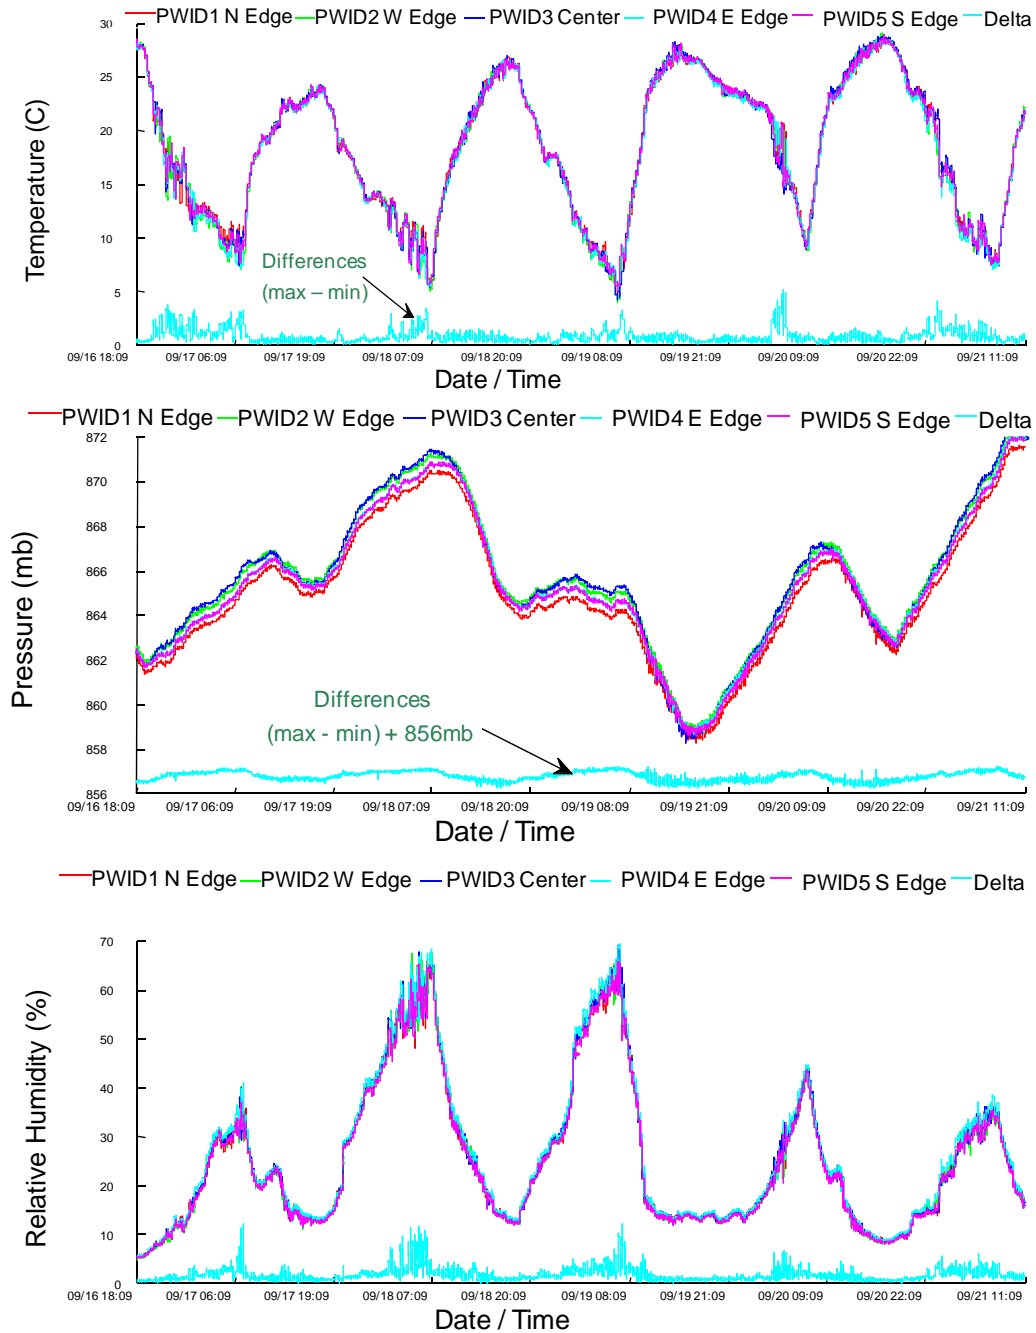 PWID1 N Edge PWID2 W Edge PWID3 Center PWID4 E Edge PWID5 S Edge Delta
30
25
20
15
10
5
0
Temperature (C)
Differences
(max – min)
09/16 18:09 09/17 06:09 09/17 19:09 09/18 07:09 09/18 20:09 09/19 08:09 09/19 21:09 09/20 09:09 09/20 22:09 09/21 11:09
Date / Time
PWID1 N Edge PWID2 W Edge PWID3 Center PWID4 E Edge PWID5 S Edge Delta
872
870
868
866
864
862
860
858
856
Pressure (mb)
Differences
(max - min) + 856mb
09/16 18:09 09/17 06:09 09/17 19:09 09/18 07:09 09/18 20:09 09/19 08:09 09/19 21:09 09/20 09:09 09/20 22:09 09/21 11:09
Date / Time
PWID1 N Edge PWID2 W Edge PWID3 Center PWID4 E Edge PWID5 S Edge Delta
70
60
50
40
30
20
10
0
Relative Humidity (%)
09/16 18:09 09/17 06:09 09/17 19:09 09/18 07:09 09/18 20:09 09/19 08:09 09/19 21:09 09/20 09:09 09/20 22:09 09/21 11:09
Date / Time